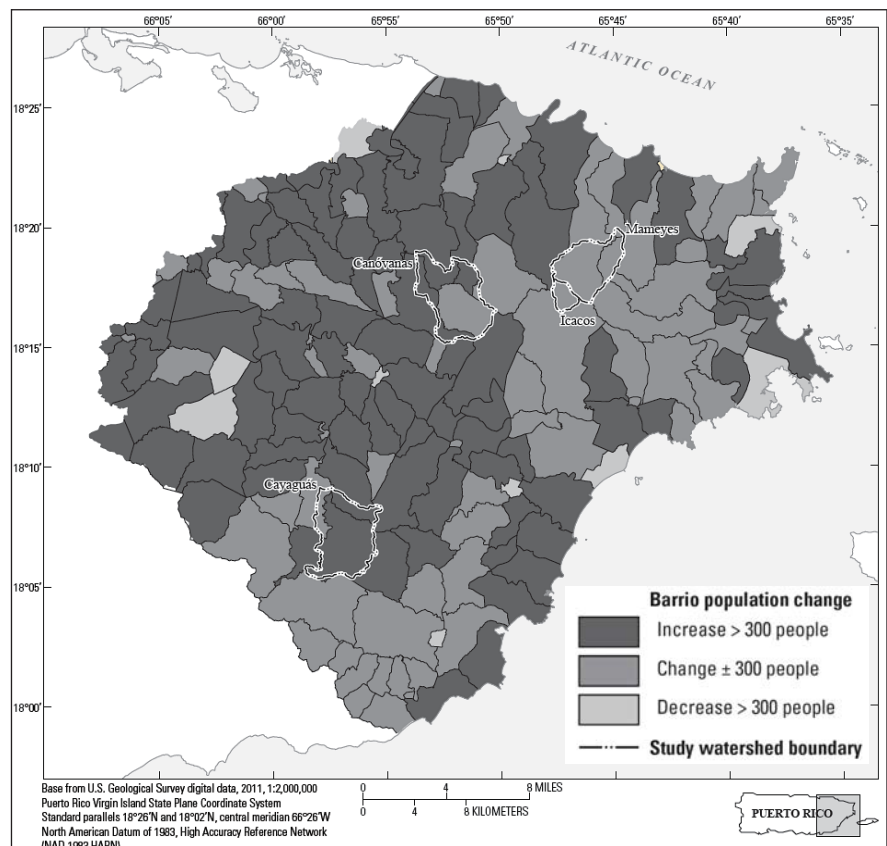 66°05′ 66°00′ 65°55′ 65°50′ 65°45′ 65°40′ 65°35′
ATLANTIC OCEAN
18°25′
18°20′
Mameyes
Canóvanas
Icacos
18°15′
18°10′
Cayaguás
18°05′
Barrio population change
Increase > 300 people
Change ± 300 people
Decrease > 300 people
18°00′
Study watershed boundary
Base from U.S. Geological Survey digital data, 2011, 1:2,000,000
Puerto Rico Virgin Island State Plane Coordinate System
Standard parallels 18°26′N and 18°02′N, central meridian 66°26′W
North American Datum of 1983, High Accuracy Reference Network
(NAD 1983 HARN)
0 4 8 MILES
0 4 8 KILOMETERS
PUERTO RICO